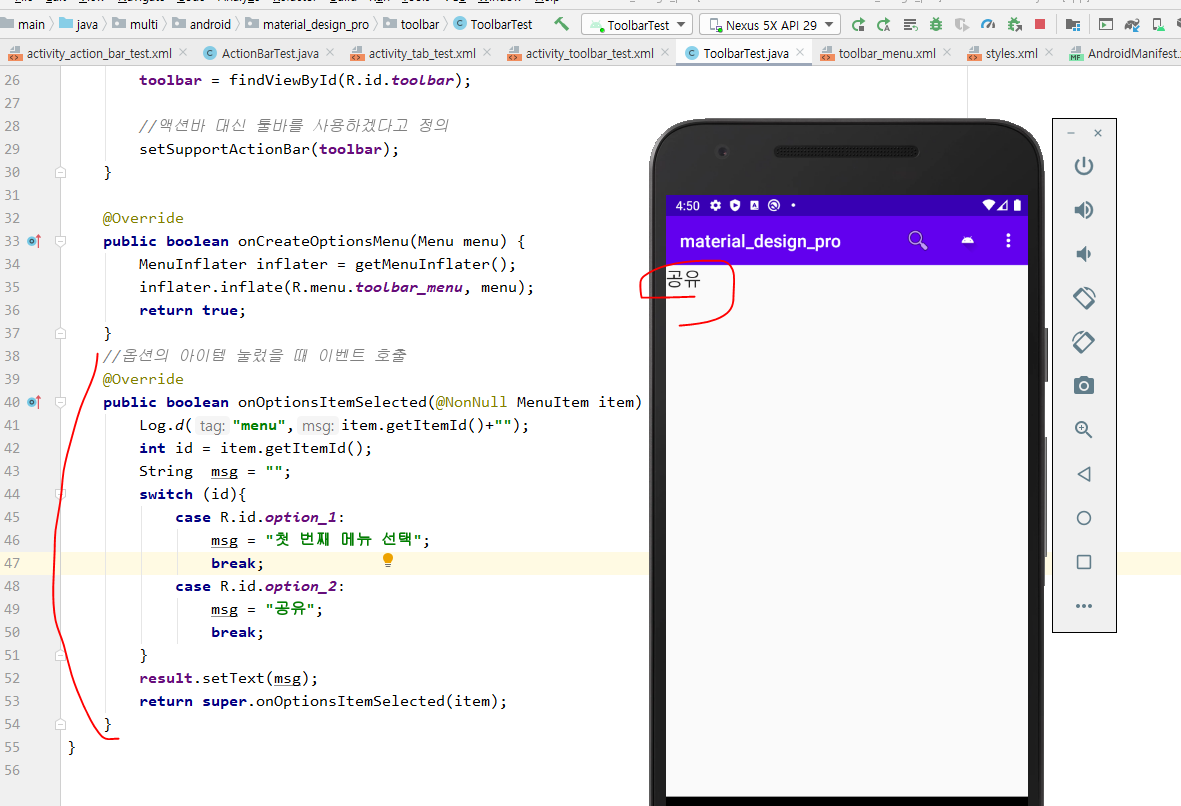 main java multi android material_design_pro toolbar ToolbarTest ToolbarTest Nexus 5X API 29
activity_action_bar_test.xml ActionBarTest.java activity_tab_test.xml activity_toolbar_test.xml ToolbarTest.java toolbar_menu.xml styles.xml AndroidManifest.
26 toolbar = findViewById(R.id.toolbar);
27
28 //액션바 대신 툴바를 사용하겠다고 정의
29 setSupportActionBar(toolbar);
30 }
31
32 @Override
33 public boolean onCreateOptionsMenu(Menu menu) {
34 MenuInflater inflater = getMenuInflater();
35 inflater.inflate(R.menu.toolbar_menu, menu);
36 return true;
37 }
38 //옵션의 아이템 눌렀을 때 이벤트 호출
39 @Override
40 public boolean onOptionsItemSelected(@NonNull MenuItem item)
41 Log.d( tag: "menu", msg: item.getItemId()+"");
42 int id = item.getItemId();
43 String msg = "";
44 switch (id){
45 case R.id.option_1:
46 msg = "첫 번째 메뉴 선택";
47 break;
48 case R.id.option_2:
49 msg = "공유";
50 break;
51 }
52 result.setText(msg);
53 return super.onOptionsItemSelected(item);
54 }
55 }
56
4:50
material_design_pro
공유